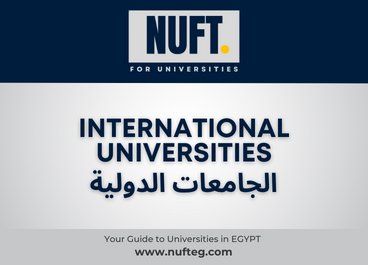 NUFT.
FOR UNIVERSITIES
INTERNATIONAL
UNIVERSITIES
الجامعات الدولية
Your Guide to Universities in EGYPT
www.nufteg.com